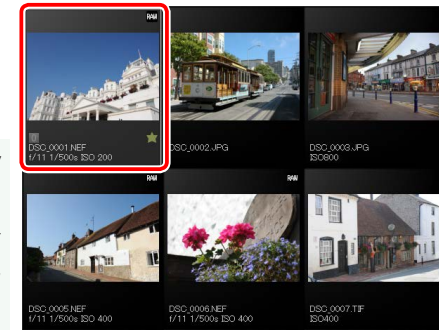 RAW
DSC_0001.NEF
f/11 1/500s ISO 200
DSC_0002.JPG
DSC_0003.JPG
ISO800
RAW
DSC_0005.NEF
f/11 1/500s ISO 400
RAW
DSC_0006.NEF
f/11 1/500s ISO 400
DSC_0007.TIF
ISO400